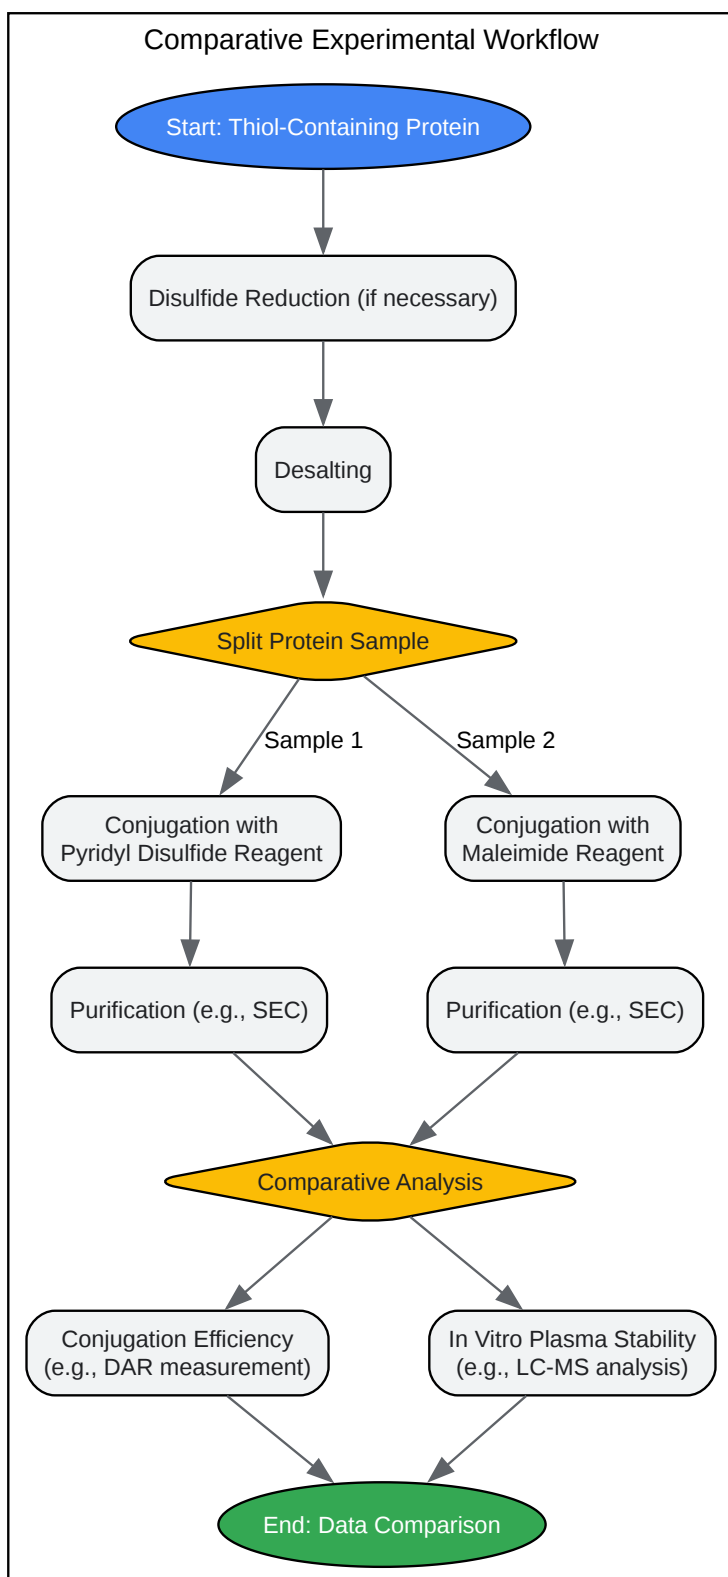 Comparative Experimental Workflow
Start: Thiol-Containing Protein
Disulfide Reduction (if necessary)
Desalting
Split Protein Sample
Sample 1
Sample 2
Conjugation with
Pyridyl Disulfide Reagent
Conjugation with
Maleimide Reagent
Purification (e.g., SEC)
Purification (e.g., SEC)
Comparative Analysis
Conjugation Efficiency
(e.g., DAR measurement)
In Vitro Plasma Stability
(e.g., LC-MS analysis)
End: Data Comparison